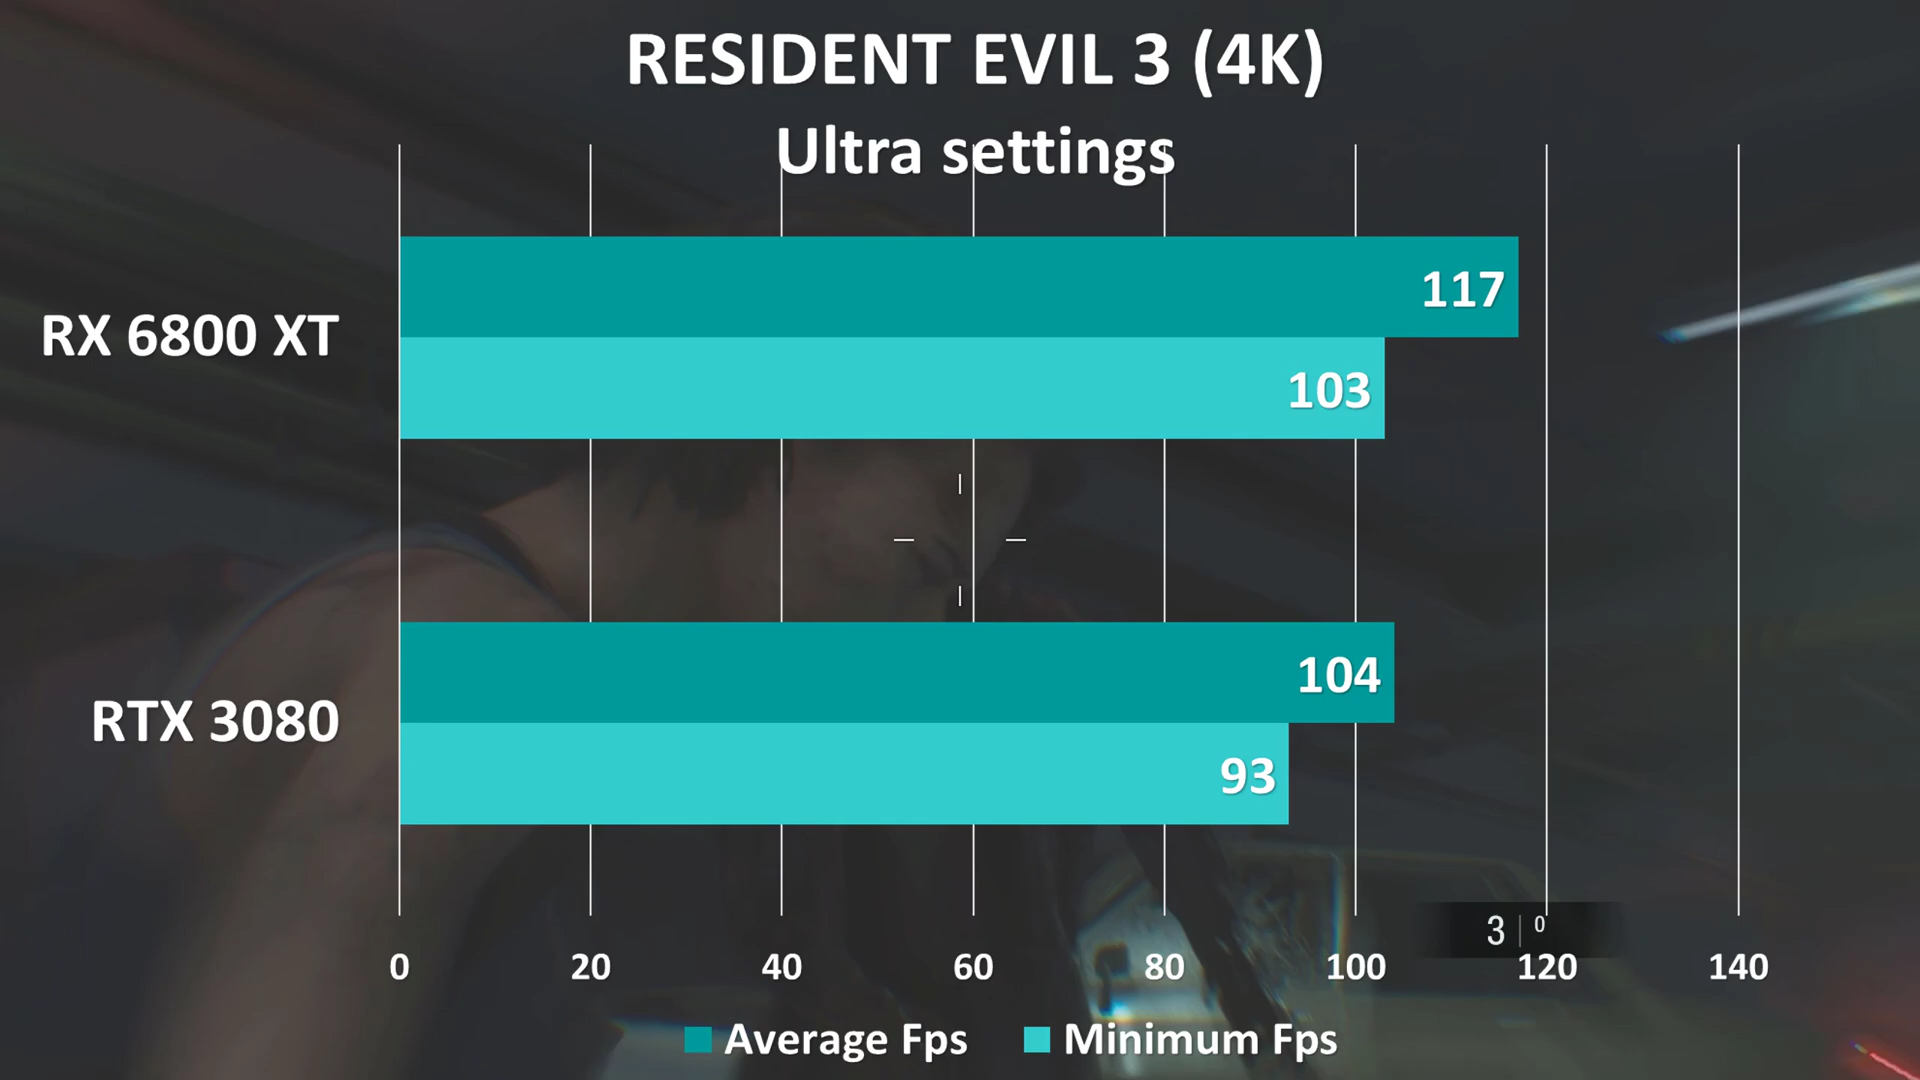 RESIDENT EVIL 3 (4K)
Ultra settings
RX 6800 XT
117
103
RTX 3080
104
93
3 | 0
0 20 40 60 80 100 120 140
Average Fps Minimum Fps